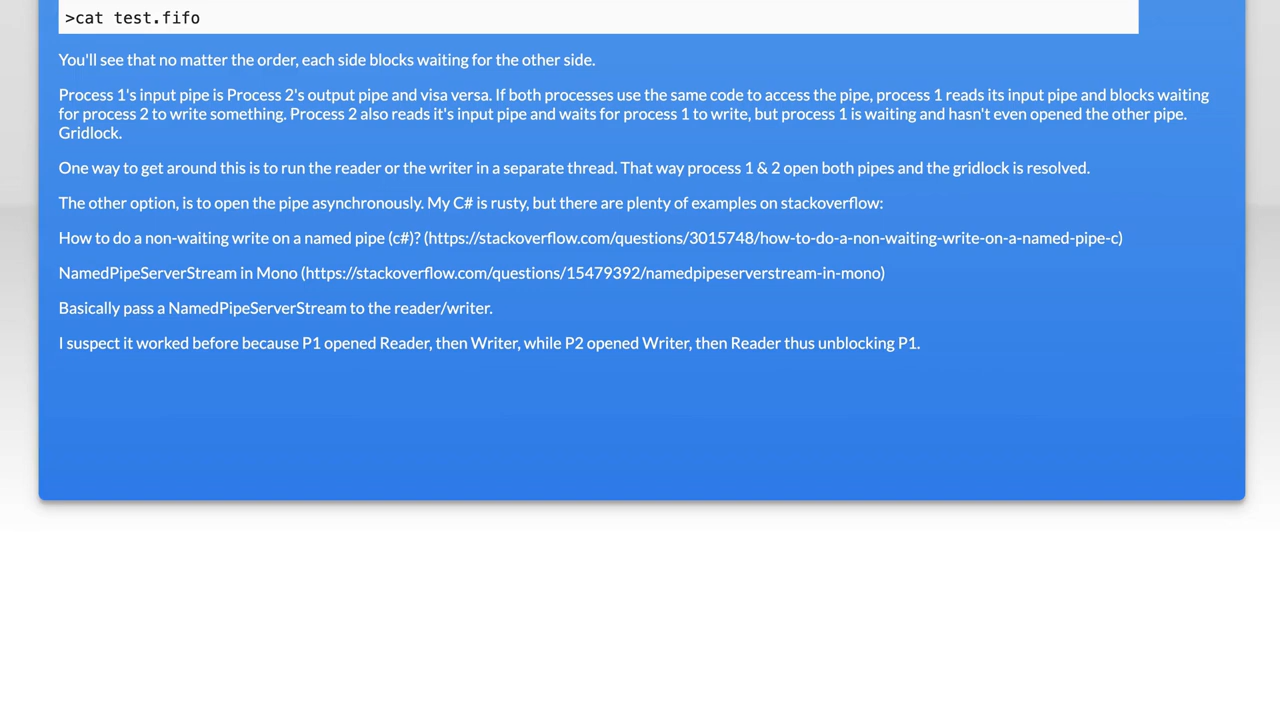 >cat test.fifo
You'll see that no matter the order, each side blocks waiting for the other side.
Process 1's input pipe is Process 2's output pipe and visa versa. If both processes use the same code to access the pipe, process 1 reads its input pipe and blocks waiting
for process 2 to write something. Process 2 also reads it's input pipe and waits for process 1 to write, but process 1 is waiting and hasn't even opened the other pipe.
Gridlock.
One way to get around this is to run the reader or the writer in a separate thread. That way process 1 & 2 open both pipes and the gridlock is resolved.
The other option, is to open the pipe asynchronously. My C# is rusty, but there are plenty of examples on stackoverflow:
How to do a non-waiting write on a named pipe (c#)? (https://stackoverflow.com/questions/3015748/how-to-do-a-non-waiting-write-on-a-named-pipe-c)
NamedPipeServerStream in Mono (https://stackoverflow.com/questions/15479392/namedpipeserverstream-in-mono)
Basically pass a NamedPipeServerStream to the reader/writer.
I suspect it worked before because P1 opened Reader, then Writer, while P2 opened Writer, then Reader thus unblocking P1.